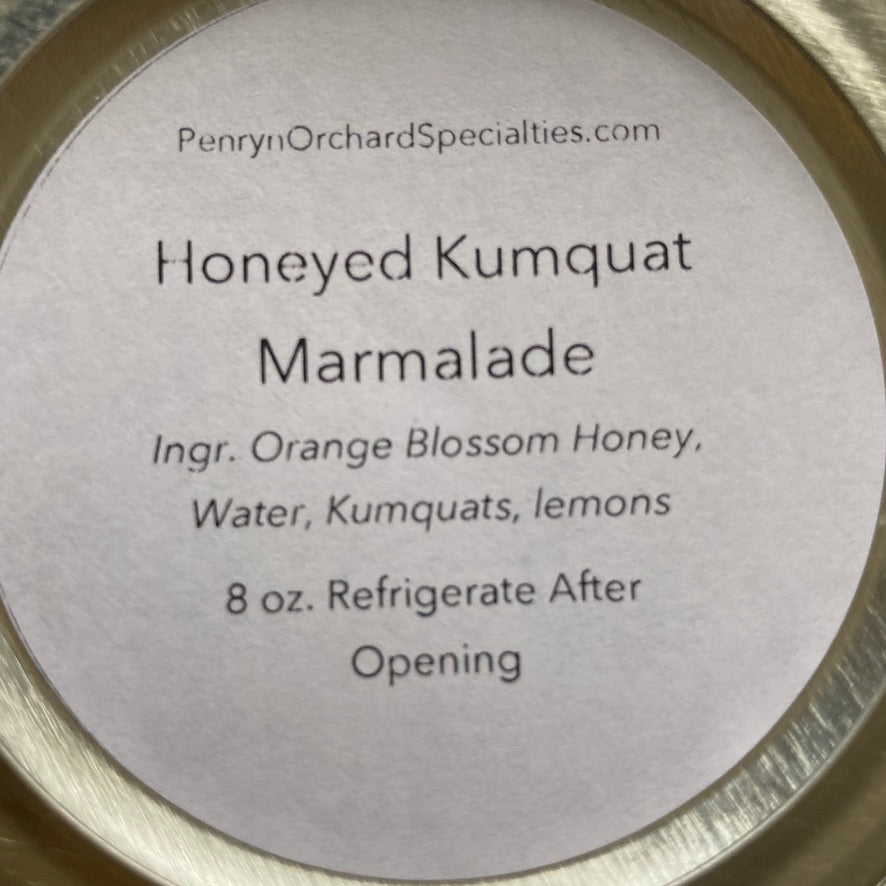 PenrynOrchardSpecialties.com
Honeyed Kumquat
Marmalade
Ingr. Orange Blossom Honey,
Water, Kumquats, lemons
8 oz. Refrigerate After
Opening